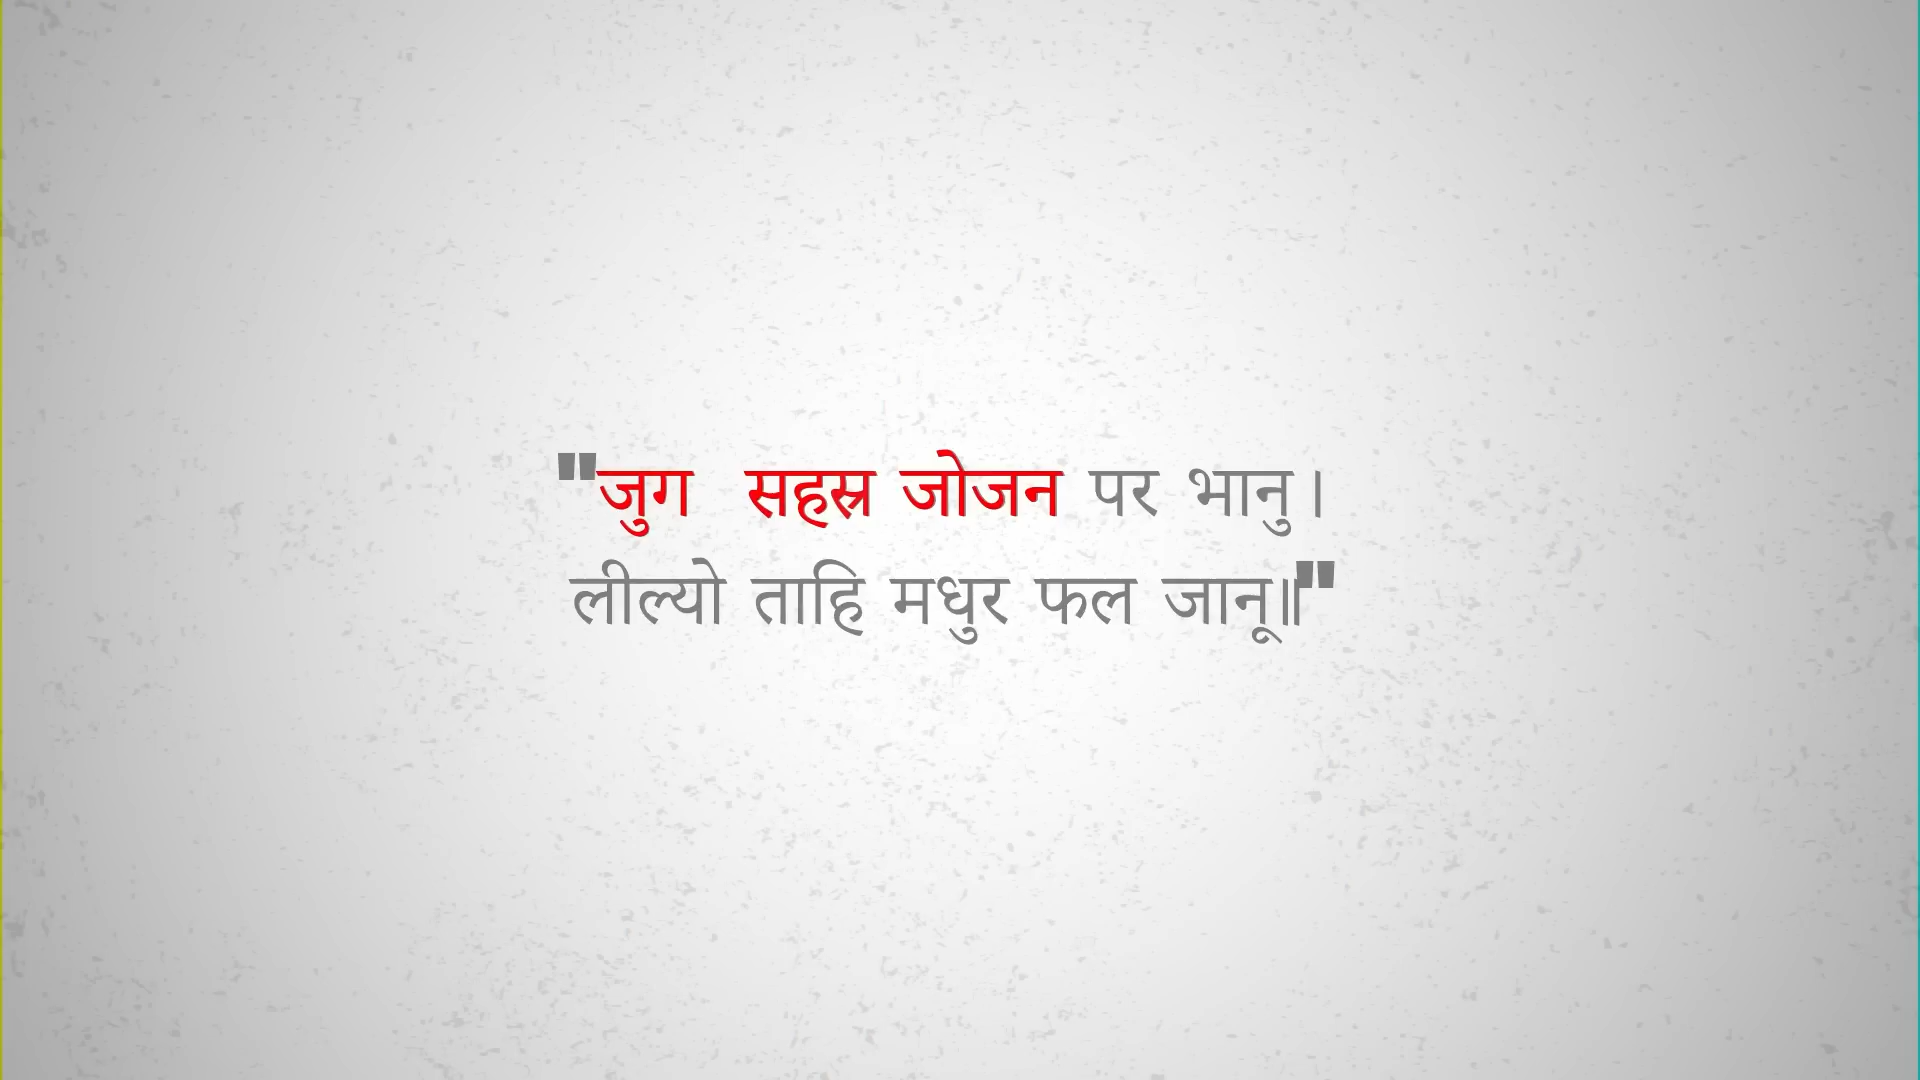 "जुग सहस्र जोजन पर भानु।
लील्यो ताहि मधुर फल जानू॥"